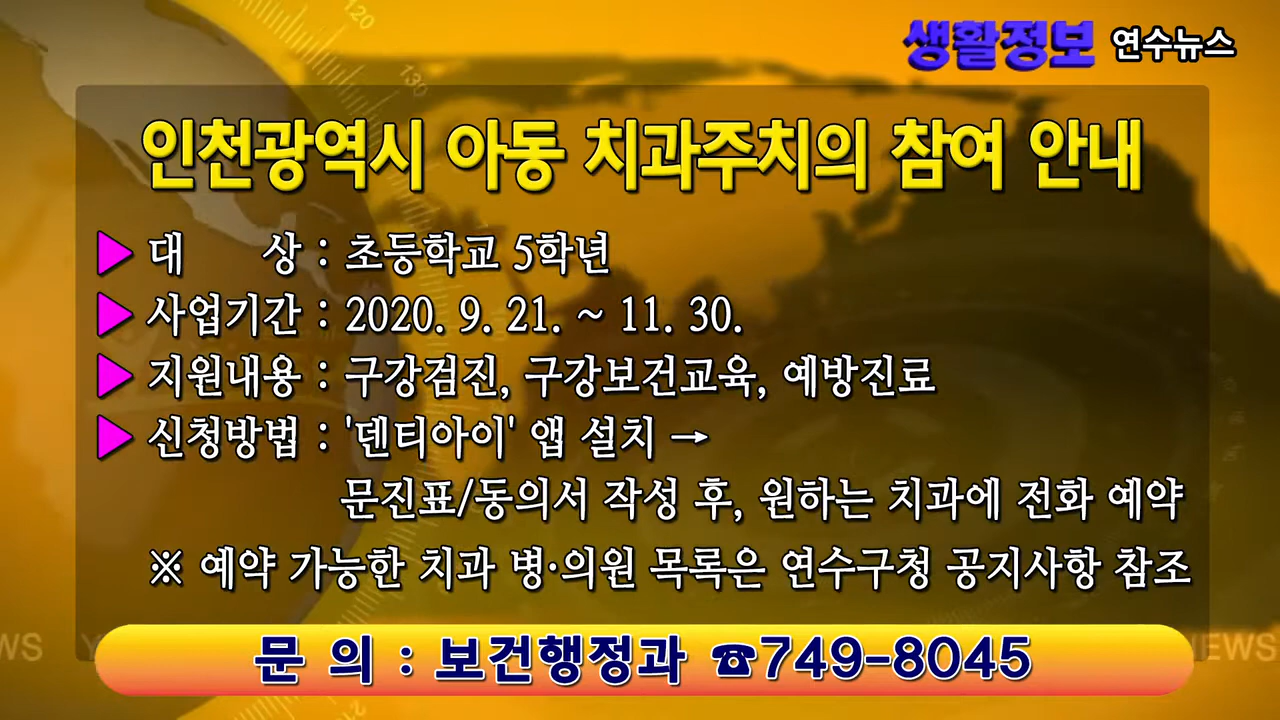 생활정보 연수뉴스
인천광역시 아동 치과주치의 참여 안내
▶ 대 상 : 초등학교 5학년
▶ 사업기간 : 2020. 9. 21. ~ 11. 30.
▶ 지원내용 : 구강검진, 구강보건교육, 예방진료
▶ 신청방법 : '덴티아이' 앱 설치 →
문진표/동의서 작성 후, 원하는 치과에 전화 예약
※ 예약 가능한 치과 병·의원 목록은 연수구청 공지사항 참조
문 의 : 보건행정과 ☎749-8045
120
130
210